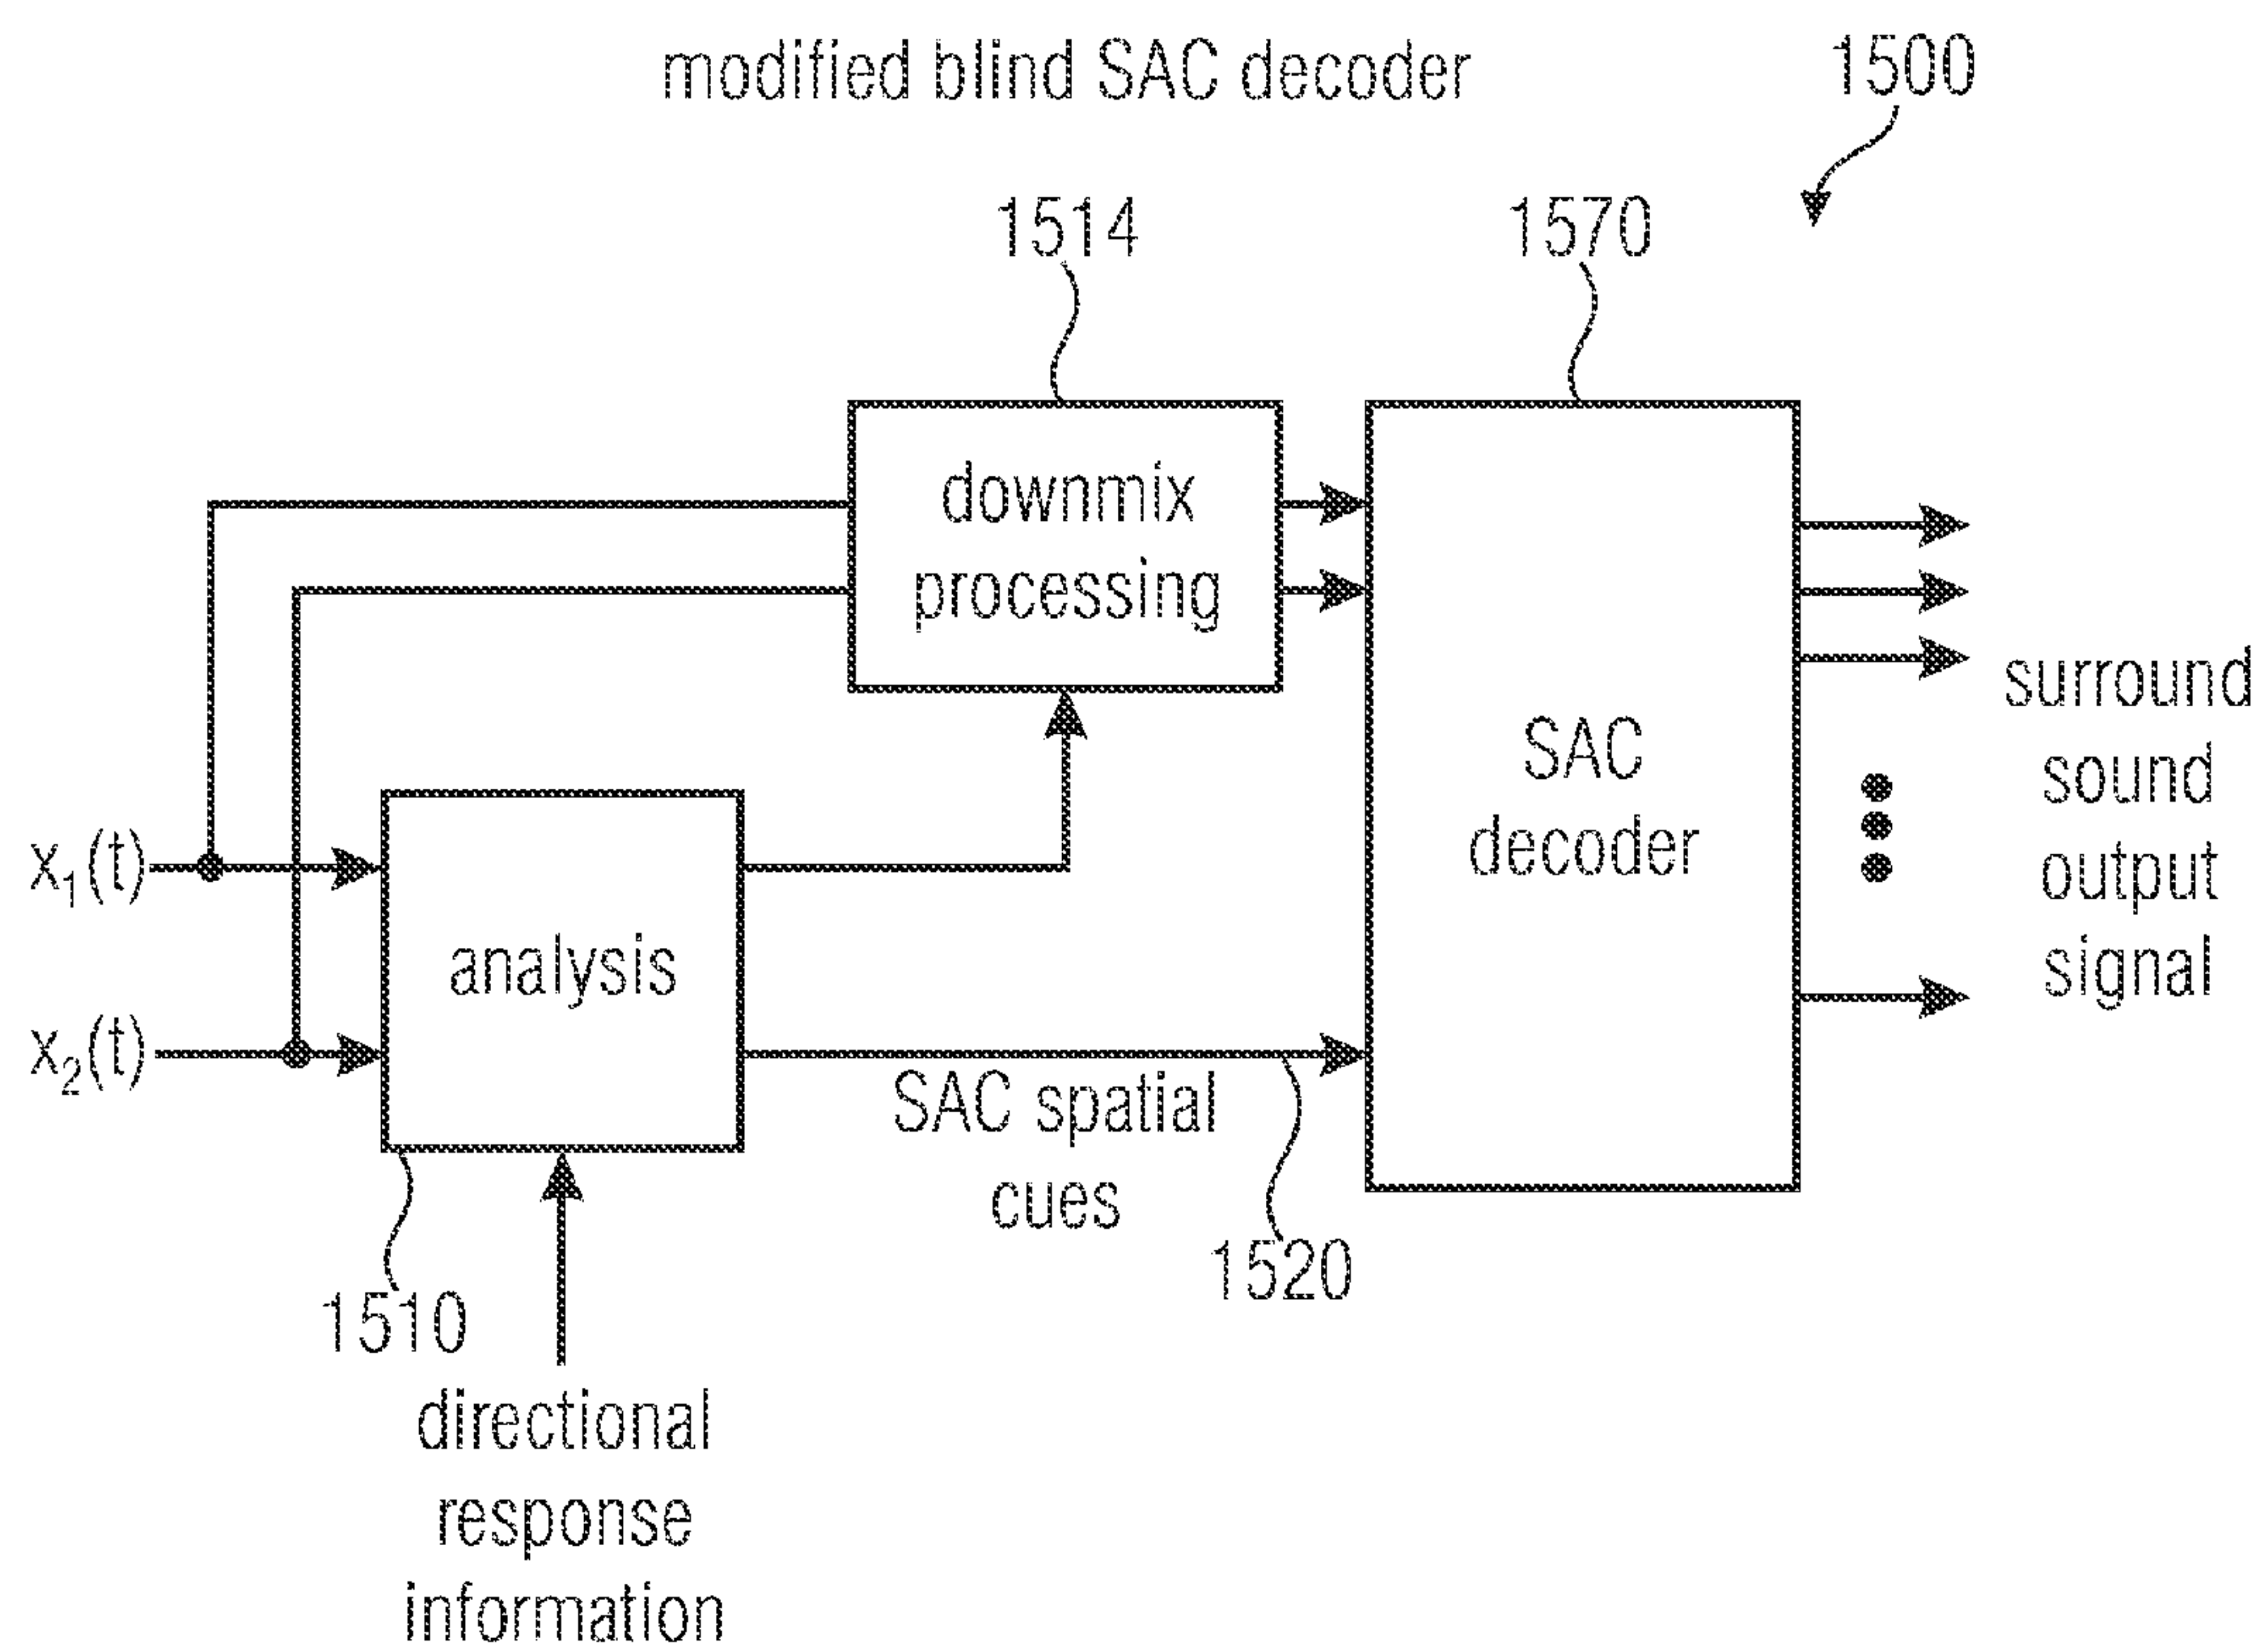 modified blind SAC decoder
1500
1514
1570
downmix
processing
SAC
decoder
surround
sound
output
signal
x₁(t)
analysis
x₂(t)
SAC spatial
cues
1520
1510
directional
response
information